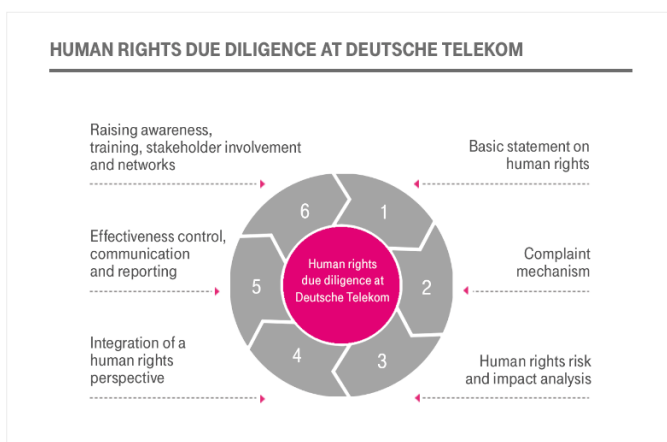 HUMAN RIGHTS DUE DILIGENCE AT DEUTSCHE TELEKOM
Raising awareness,
training, stakeholder involvement
and networks
Basic statement on
human rights
6
1
Effectiveness control,
communication
and reporting
Human rights
due diligence at
Deutsche Telekom
Complaint
mechanism
5
2
Integration of a
human rights
perspective
4
3
Human rights risk
and impact analysis